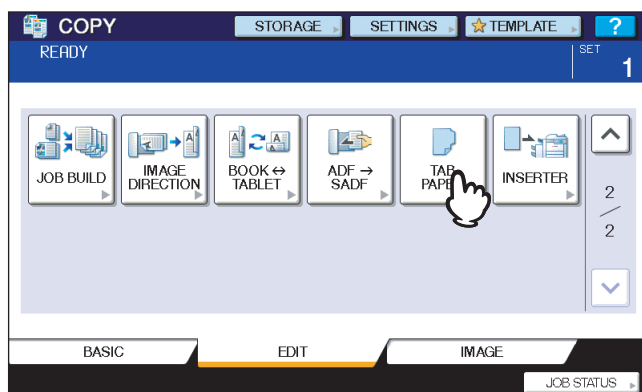 COPY STORAGE SETTINGS TEMPLATE ?
READY SET
1
JOB BUILD
IMAGE
DIRECTION
BOOK ↔
TABLET
ADF →
SADF
TAB
INSERTER
2
2
BASIC EDIT IMAGE
JOB STATUS